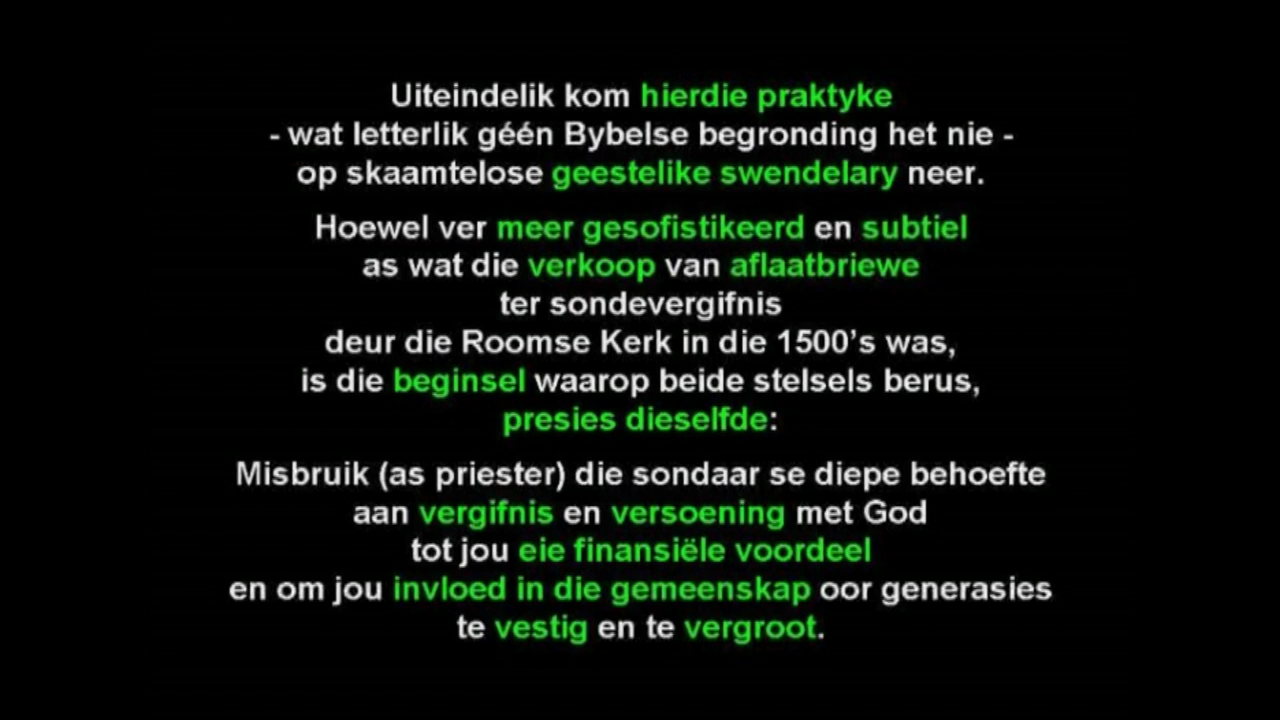 Uiteindelik kom hierdie praktyke
- wat letterlik géén Bybelse begronding het nie -
op skaamtelose geestelike swendelary neer.
Hoewel ver meer gesofistikeerd en subtiel
as wat die verkoop van aflaatbriewe
ter sondevergifnis
deur die Roomse Kerk in die 1500’s was,
is die beginsel waarop beide stelsels berus,
presies dieselfde:
Misbruik (as priester) die sondaar se diepe behoefte
aan vergifnis en versoening met God
tot jou eie finansiële voordeel
en om jou invloed in die gemeenskap oor generasies
te vestig en te vergroot.